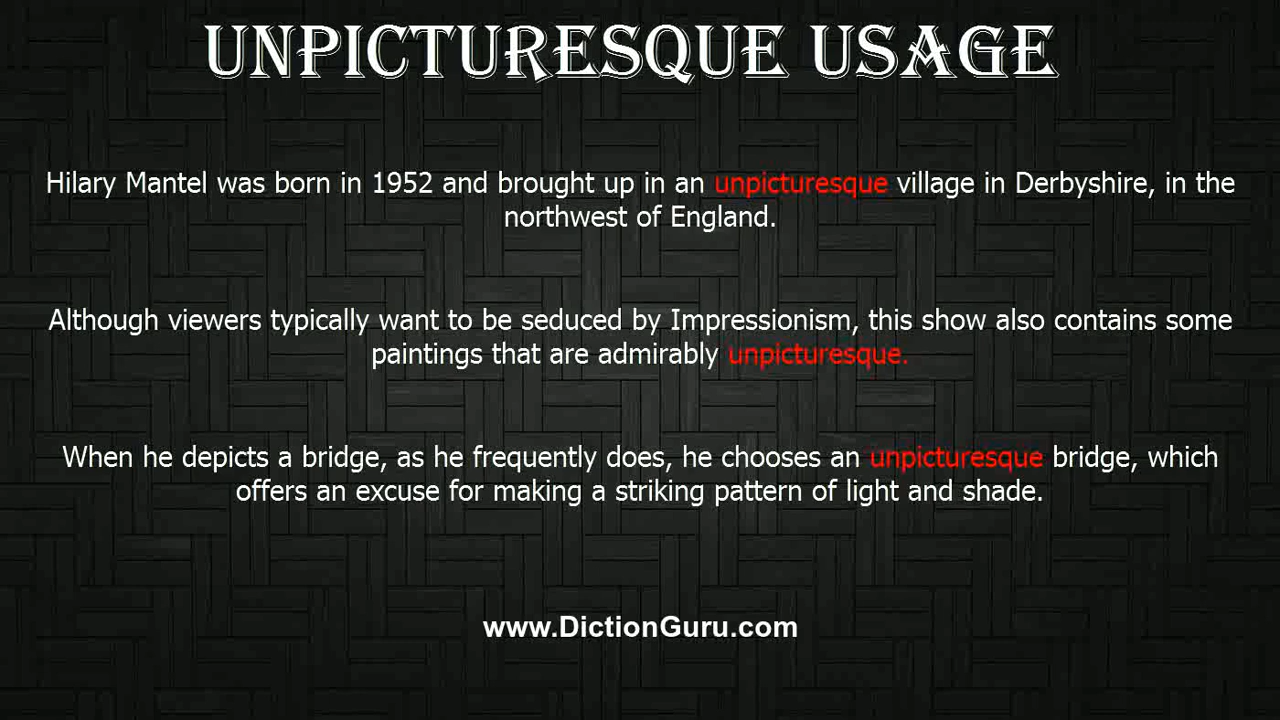 UNPICTURESQUE USAGE
Hilary Mantel was born in 1952 and brought up in an unpicturesque village in Derbyshire, in the
northwest of England.
Although viewers typically want to be seduced by Impressionism, this show also contains some
paintings that are admirably unpicturesque.
When he depicts a bridge, as he frequently does, he chooses an unpicturesque bridge, which
offers an excuse for making a striking pattern of light and shade.
www.DictionGuru.com